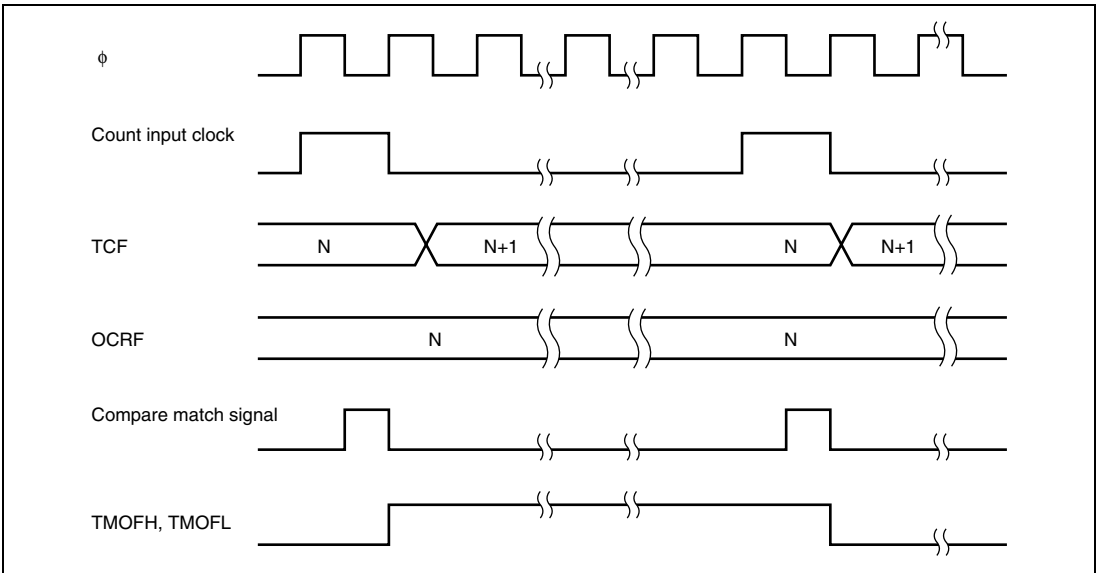 ϕ
Count input clock
TCF N N+1 N N+1
OCRF N N
Compare match signal
TMOFH, TMOFL